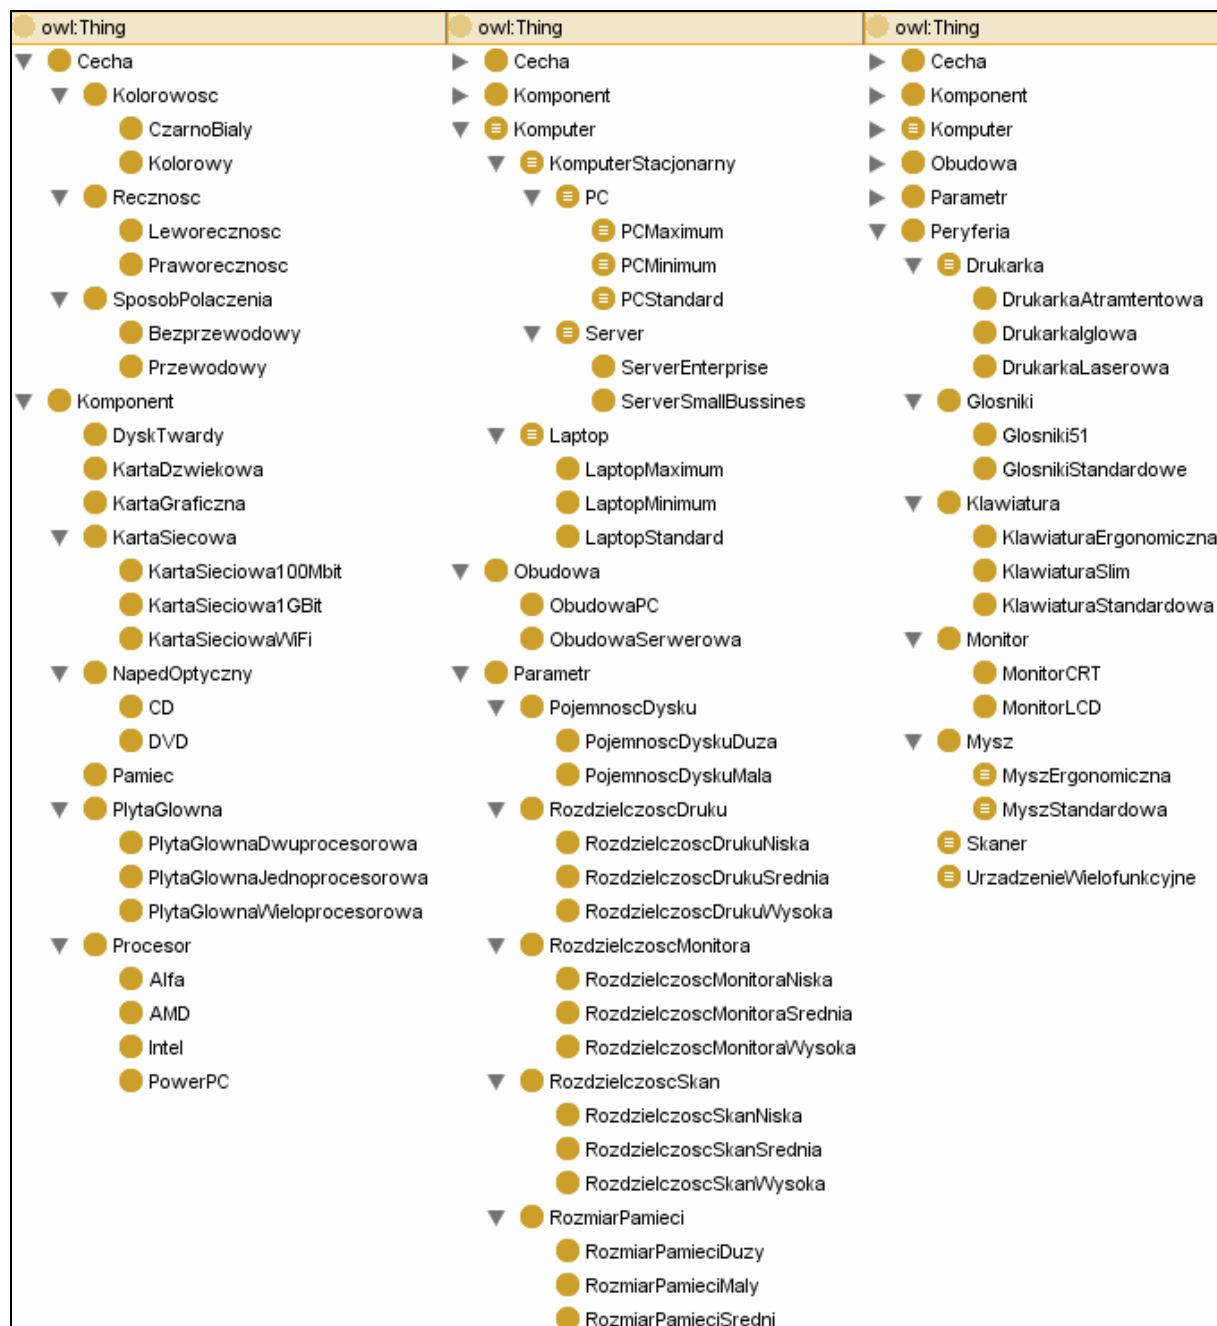 owl:Thing
Cecha
Kolorowosc
CzarnoBialy
Kolorowy
Recznosc
Leworecznosc
Praworecznosc
SposobPolaczenia
Bezprzewodowy
Przewodowy
Komponent
DyskTwardy
KartaDzwiekowa
KartaGraficzna
KartaSiecowa
KartaSieciowa100Mbit
KartaSieciowa1GBit
KartaSieciowaWiFi
NapedOptyczny
CD
DVD
Pamiec
PlytaGlowna
PlytaGlownaDwuprocesorowa
PlytaGlownaJednoprocesorowa
PlytaGlownaWieloprocesorowa
Procesor
Alfa
AMD
Intel
PowerPC
owl:Thing
Cecha
Komponent
Komputer
KomputerStacjonarny
PC
PCMaximum
PCMinimum
PCStandard
Server
ServerEnterprise
ServerSmallBussines
Laptop
LaptopMaximum
LaptopMinimum
LaptopStandard
Obudowa
ObudowaPC
ObudowaSerwerowa
Parametr
PojemnoscDysku
PojemnoscDyskuDuza
PojemnoscDyskuMala
RozdzielczoscDruku
RozdzielczoscDrukuNiska
RozdzielczoscDrukuSrednia
RozdzielczoscDrukuWysoka
RozdzielczoscMonitora
RozdzielczoscMonitoraNiska
RozdzielczoscMonitoraSrednia
RozdzielczoscMonitoraWysoka
RozdzielczoscSkan
RozdzielczoscSkanNiska
RozdzielczoscSkanSrednia
RozdzielczoscSkanWysoka
RozmiarPamieci
RozmiarPamieciDuzy
RozmiarPamieciMaly
RozmiarPamieciSredni
owl:Thing
Cecha
Komponent
Komputer
Obudowa
Parametr
Peryferia
Drukarka
DrukarkaAtramtentowa
DrukarkaIglowa
DrukarkaLaserowa
Glosniki
Glosniki51
GlosnikiStandardowe
Klawiatura
KlawiaturaErgonomiczna
KlawiaturaSlim
KlawiaturaStandardowa
Monitor
MonitorCRT
MonitorLCD
Mysz
MyszErgonomiczna
MyszStandardowa
Skaner
UrzadzenieWielofunkcyjne